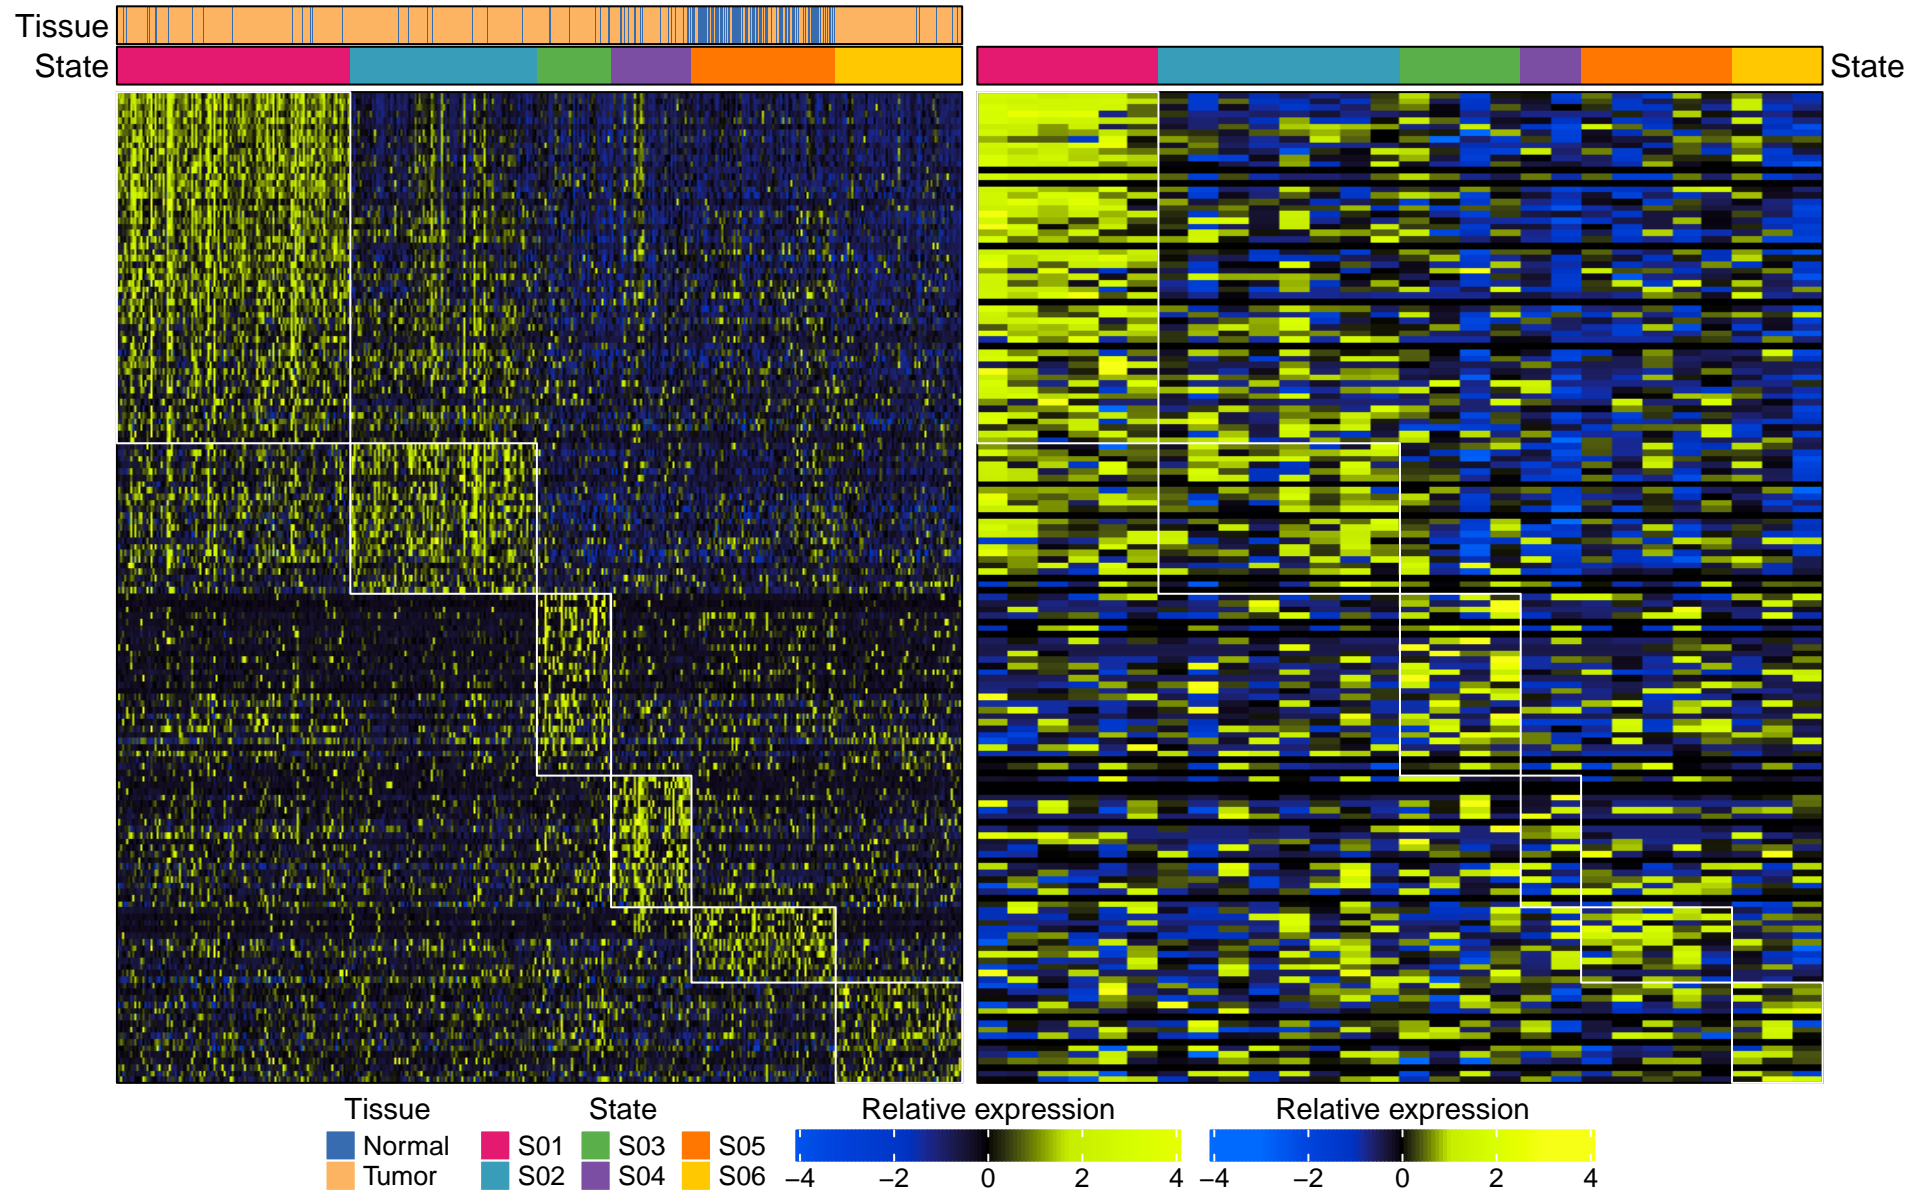 Tissue
State
State
Tissue State Relative expression Relative expression
Normal S01 S03 S05
Tumor S02 S04 S06
−4 −2 0 2 4 −4 −2 0 2 4